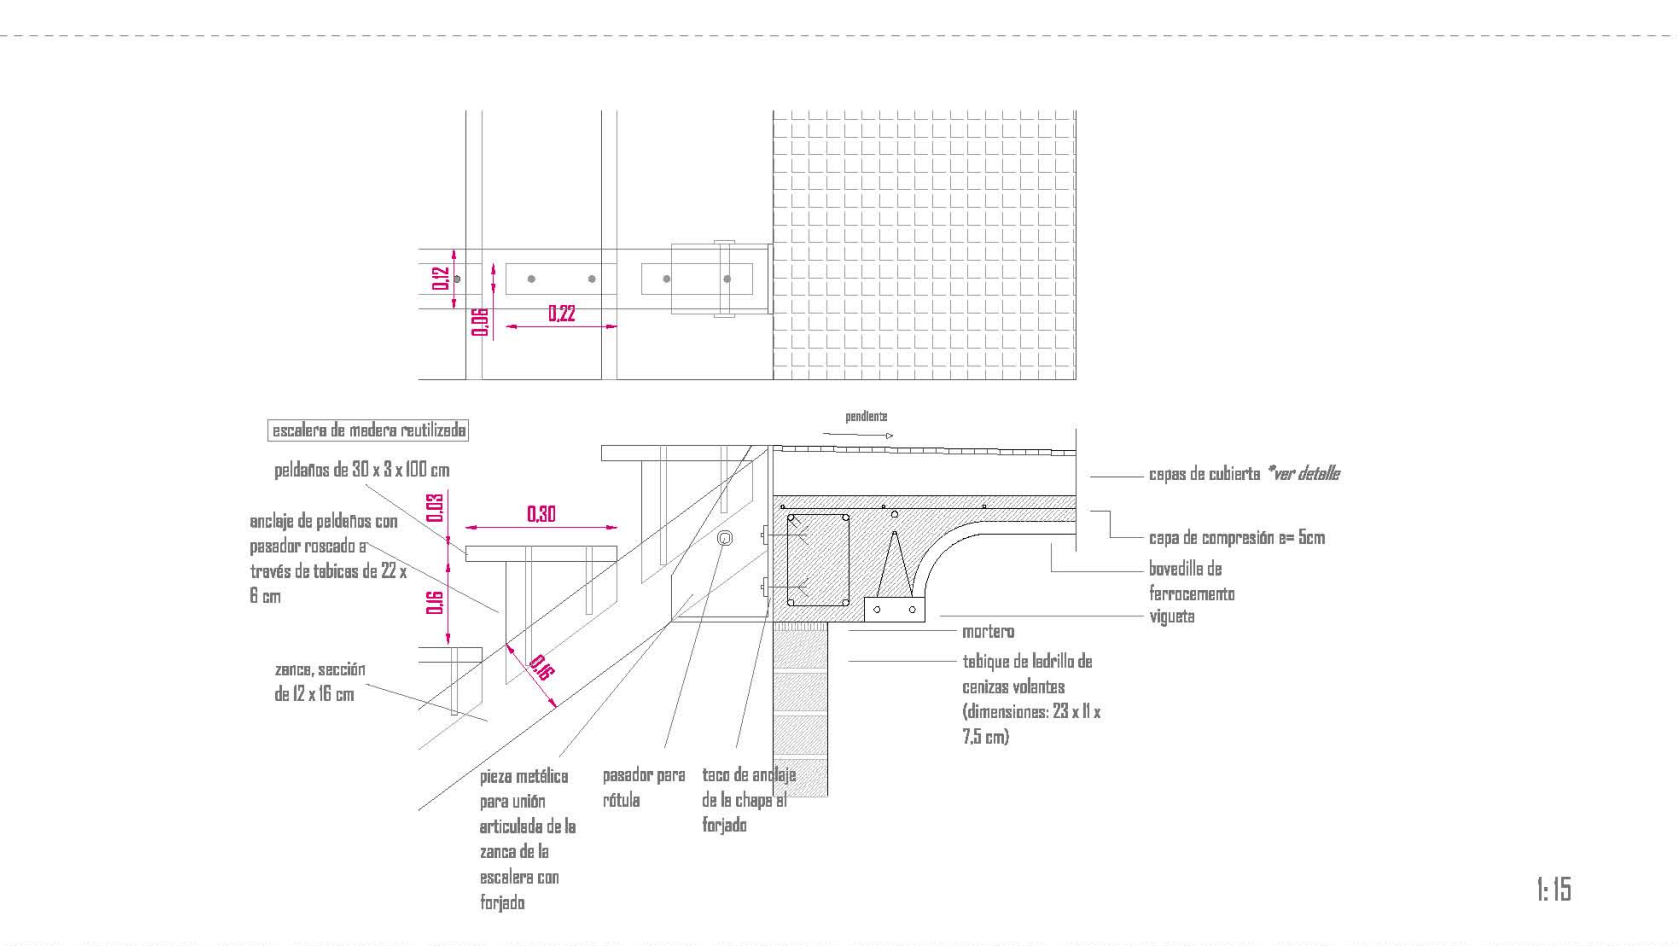 0,12
0,06
0,22
escalera de madera reutilizada
peldaños de 30 x 3 x 100 cm
anclaje de peldaños con
pasador roscado a
través de tabicas de 22 x
6 cm
zanca, sección
de 12 x 16 cm
0,03
0,30
0,16
0,16
pendiente
capas de cubierta *ver detalle
capa de compresión e= 5cm
bovedilla de
ferrocemento
vigueta
mortero
tabique de ladrillo de
cenizas volantes
(dimensiones: 23 x 11 x
7,5 cm)
pieza metálica
para unión
articulada de la
zanca de la
escalera con
forjado
pasador para
rótula
taco de anclaje
de la chapa al
forjado
1:15